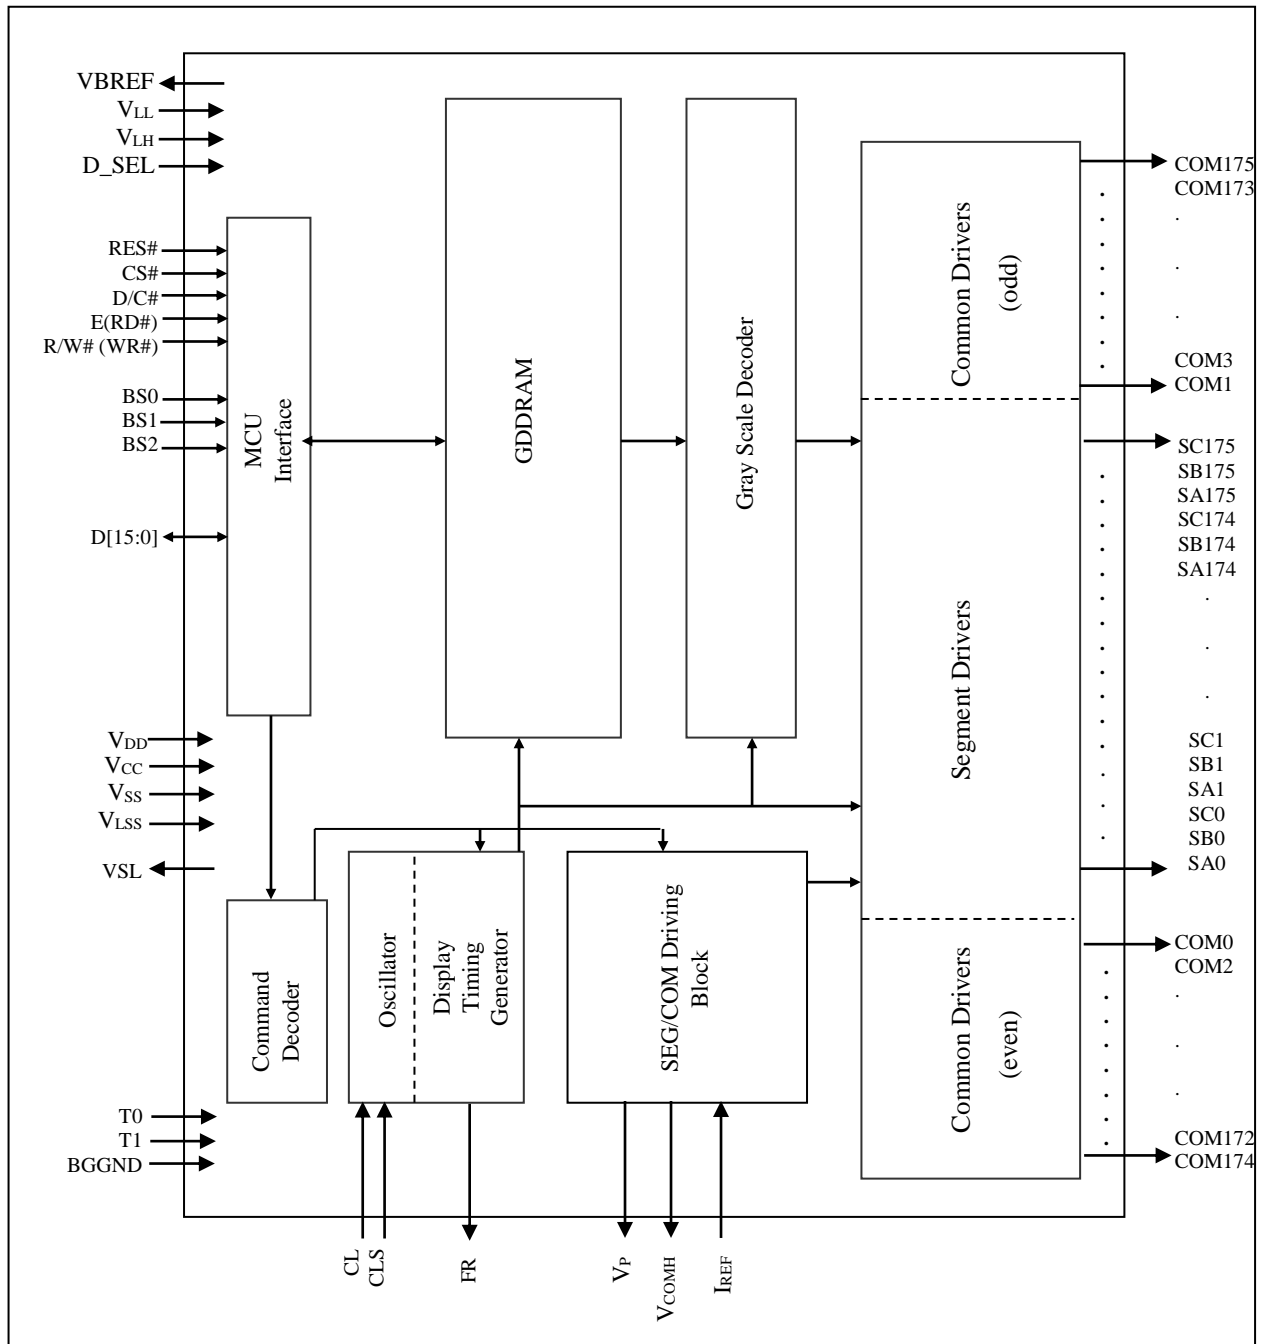 VBREF
VLL
VLH
D_SEL
RES#
CS#
D/C#
E(RD#)
R/W# (WR#)
BS0
BS1
BS2
D[15:0]
VDD
VCC
VSS
VLSS
VSL
T0
T1
BGGND
MCU
Interface
Command
Decoder
GDDRAM
Gray Scale Decoder
Oscillator
Display
Timing
Generator
SEG/COM Driving
Block
Common Drivers
(odd)
Segment Drivers
Common Drivers
(even)
CL
CLS
FR
VP
VCOMH
IREF
COM175
COM173
.
.
.
COM3
COM1
SC175
SB175
SA175
SC174
SB174
SA174
.
.
.
SC1
SB1
SA1
SC0
SB0
SA0
COM0
COM2
.
.
.
COM172
COM174